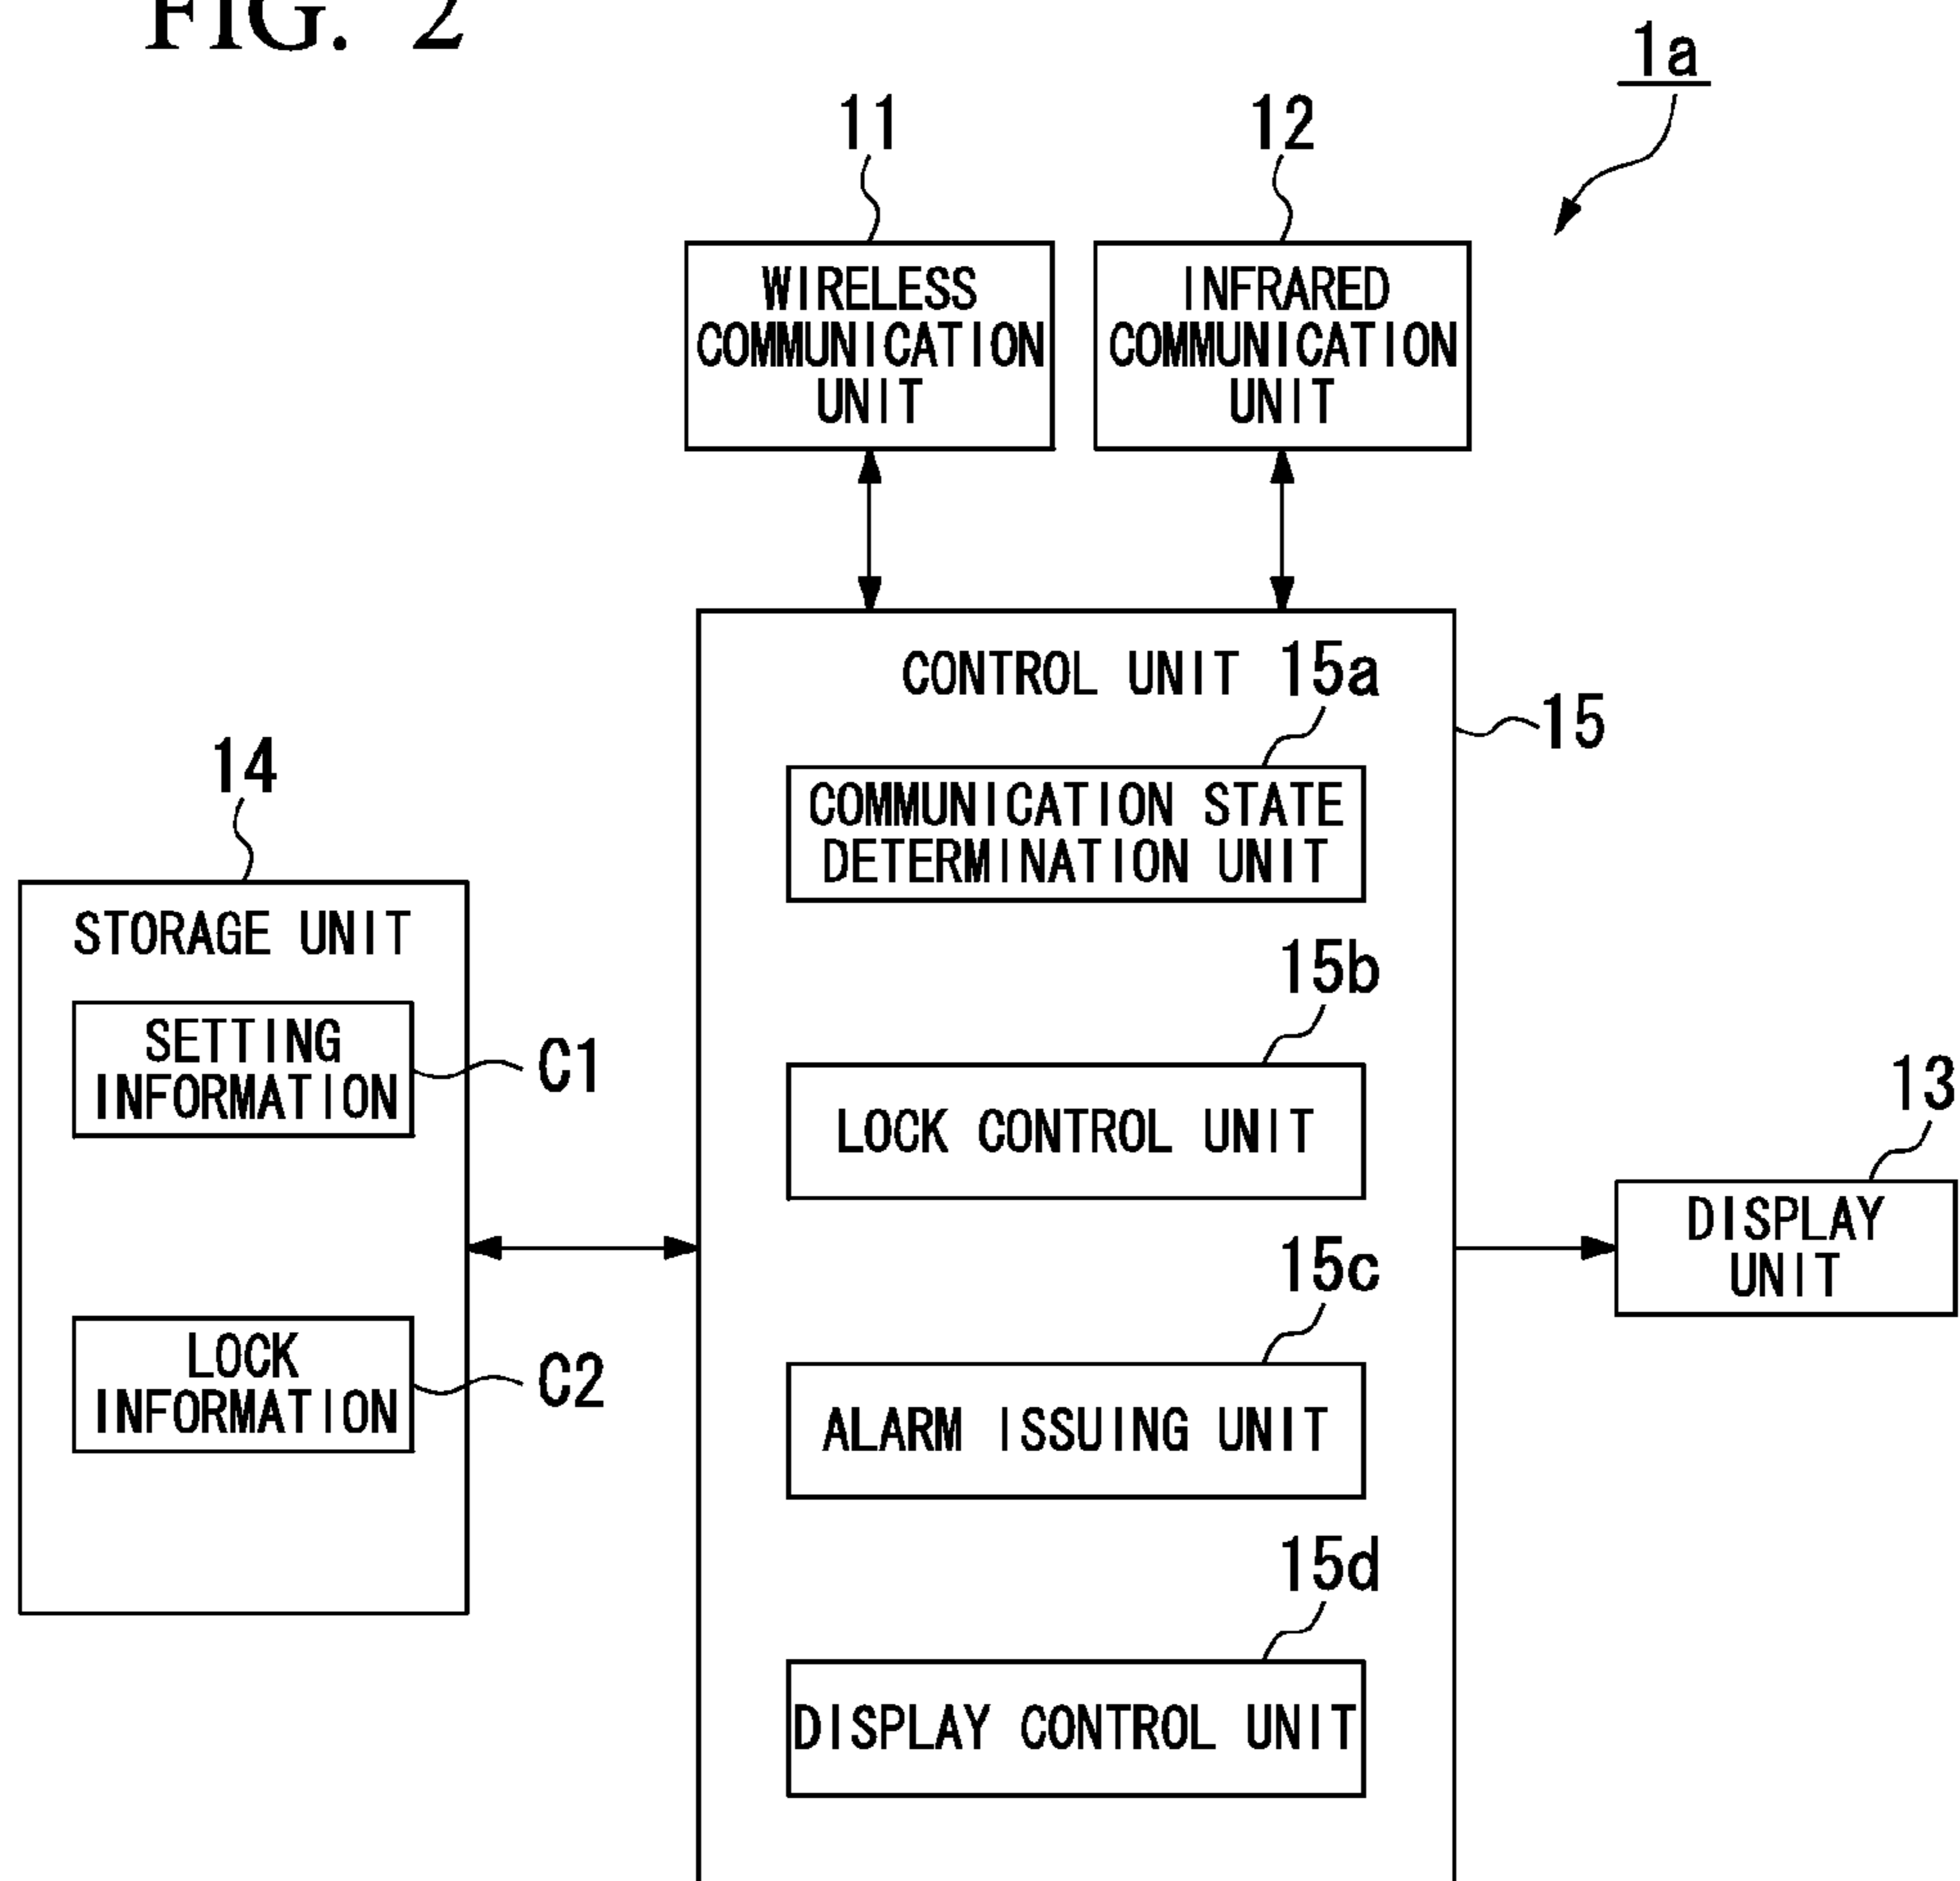 FIG. 2
1a
11
12
WIRELESS
COMMUNICATION
UNIT
INFRARED
COMMUNICATION
UNIT
CONTROL UNIT
15a
15
COMMUNICATION STATE
DETERMINATION UNIT
14
STORAGE UNIT
SETTING
INFORMATION
C1
LOCK
INFORMATION
C2
15b
LOCK CONTROL UNIT
15c
ALARM ISSUING UNIT
15d
DISPLAY CONTROL UNIT
13
DISPLAY
UNIT